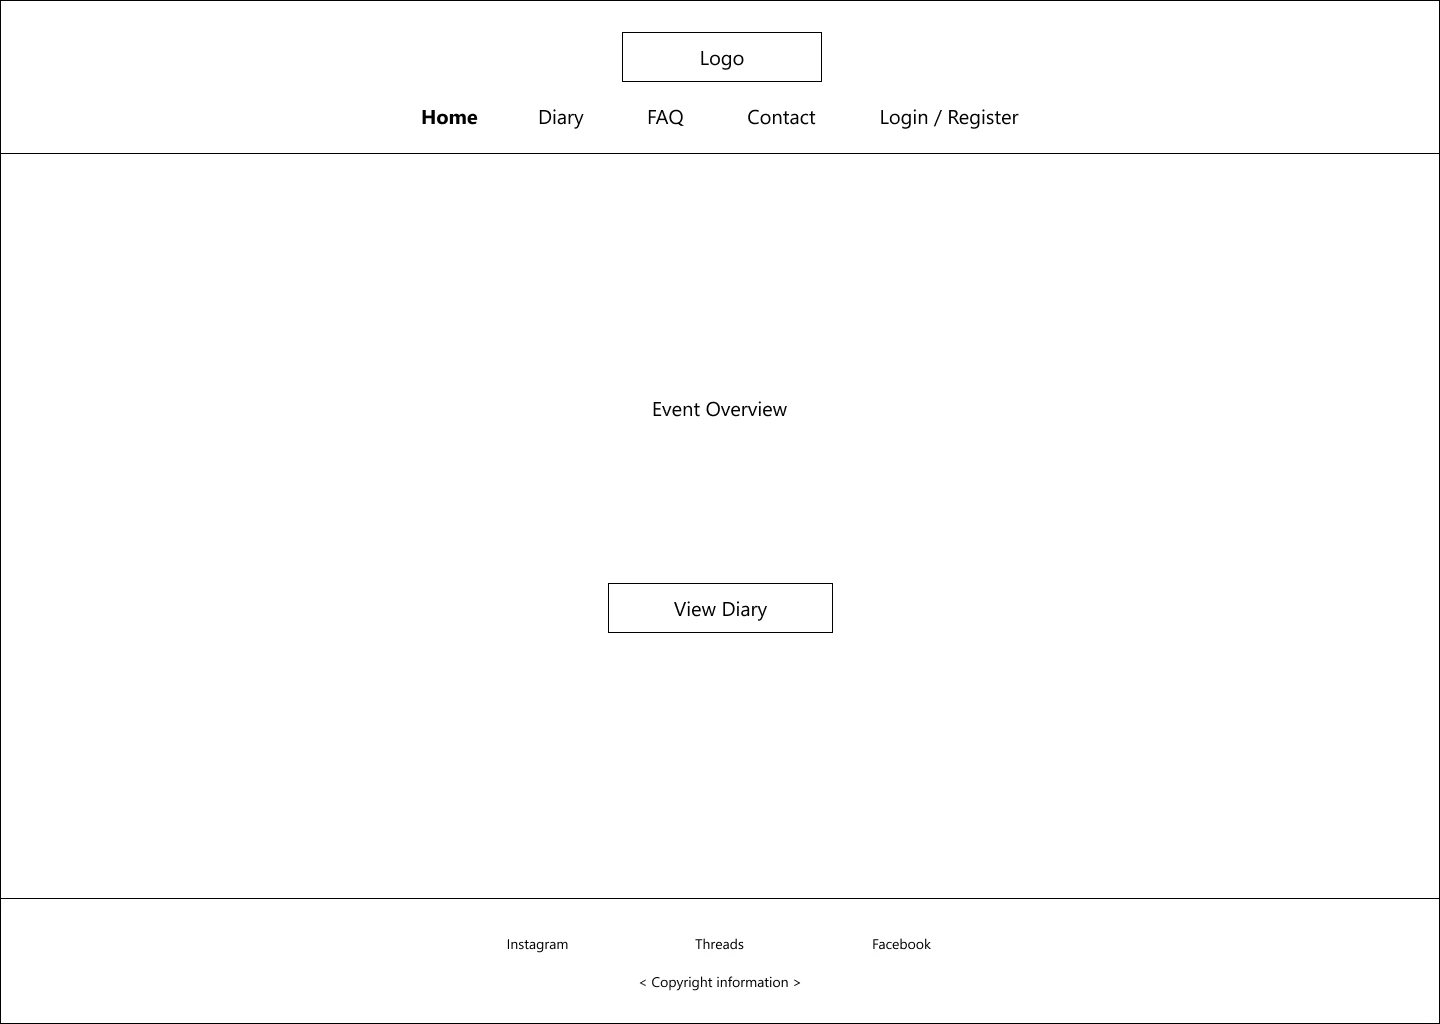 Logo
Home Diary FAQ Contact Login / Register
Event Overview
View Diary
Instagram Threads Facebook
< Copyright information >